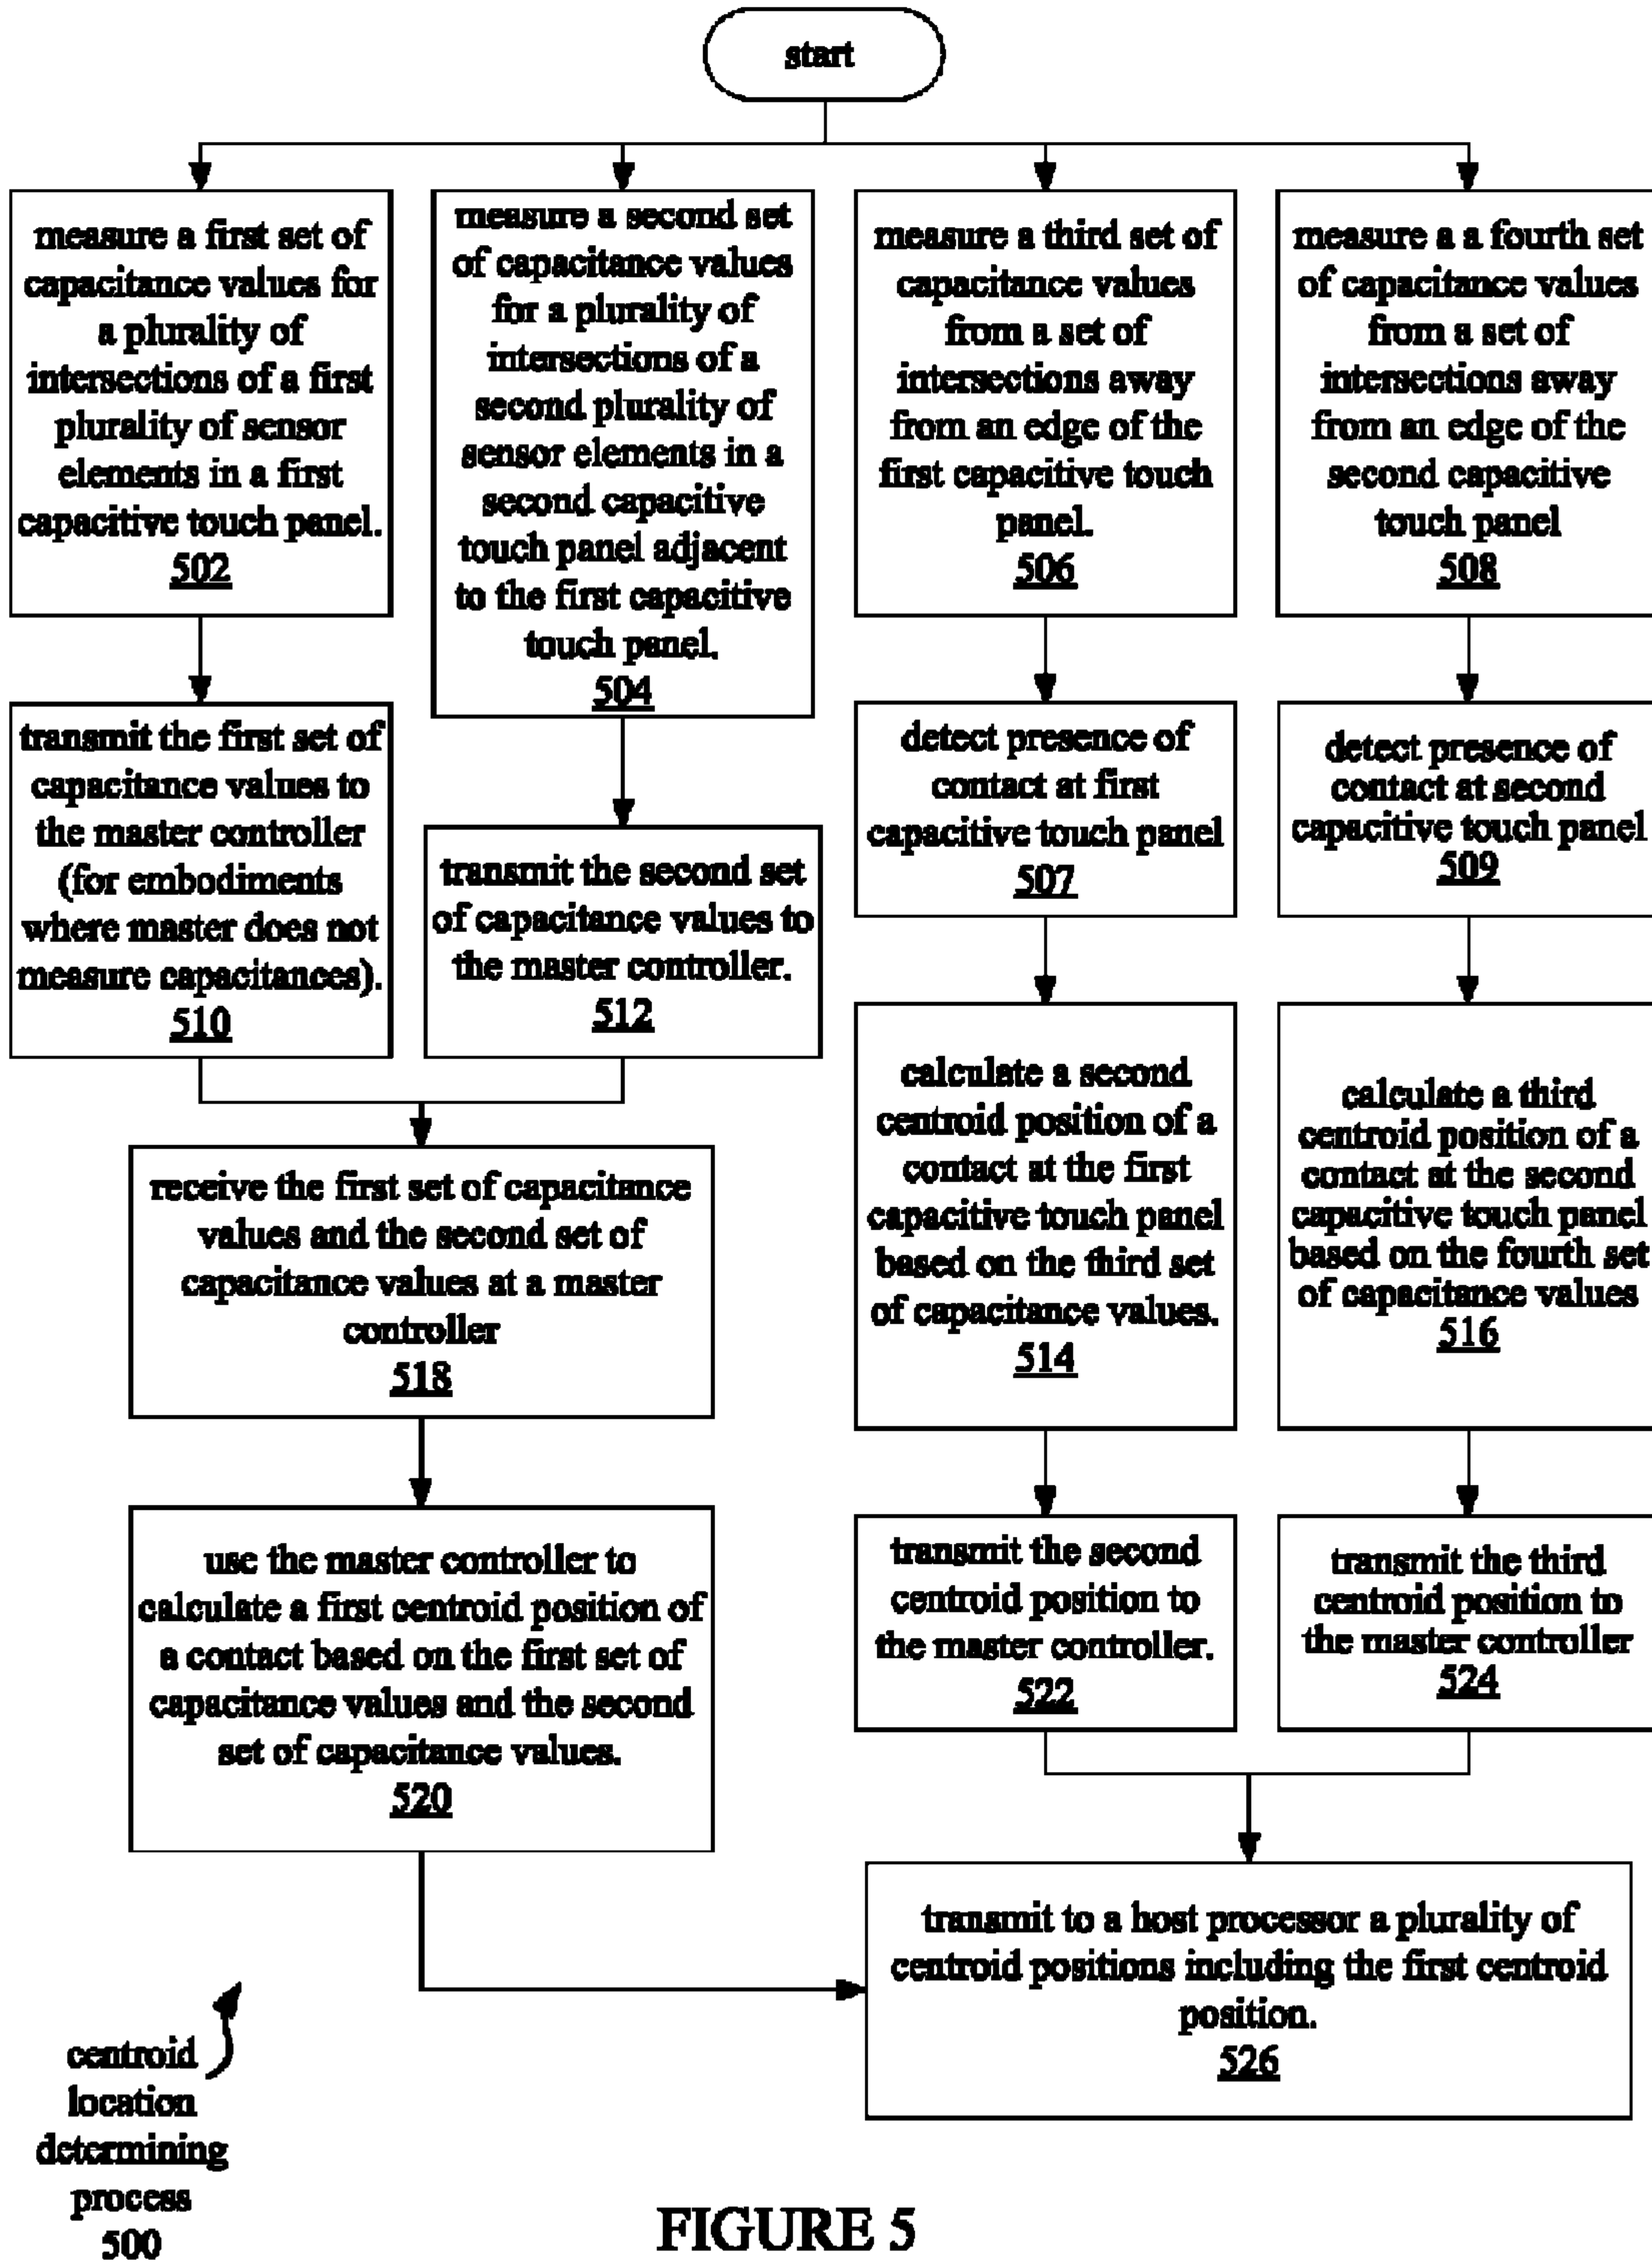 start
measure a first set of
capacitance values for
a plurality of
intersections of a first
plurality of sensor
elements in a first
capacitive touch panel.
502
measure a second set
of capacitance values
for a plurality of
intersections of a
second plurality of
sensor elements in a
second capacitive
touch panel adjacent
to the first capacitive
touch panel.
504
measure a third set of
capacitance values
from a set of
intersections away
from an edge of the
first capacitive touch
panel.
506
measure a a fourth set
of capacitance values
from a set of
intersections away
from an edge of the
second capacitive
touch panel
508
transmit the first set of
capacitance values to
the master controller
(for embodiments
where master does not
measure capacitances).
510
transmit the second set
of capacitance values to
the master controller.
512
detect presence of
contact at first
capacitive touch panel
507
detect presence of
contact at second
capacitive touch panel
509
calculate a second
centroid position of a
contact at the first
capacitive touch panel
based on the third set
of capacitance values.
514
calculate a third
centroid position of a
contact at the second
capacitive touch panel
based on the fourth set
of capacitance values
516
receive the first set of capacitance
values and the second set of
capacitance values at a master
controller
518
use the master controller to
calculate a first centroid position of
a contact based on the first set of
capacitance values and the second
set of capacitance values.
520
transmit the second
centroid position to
the master controller.
522
transmit the third
centroid position to
the master controller
524
transmit to a host processor a plurality of
centroid positions including the first centroid
position.
526
centroid
location
determining
process
500
FIGURE 5